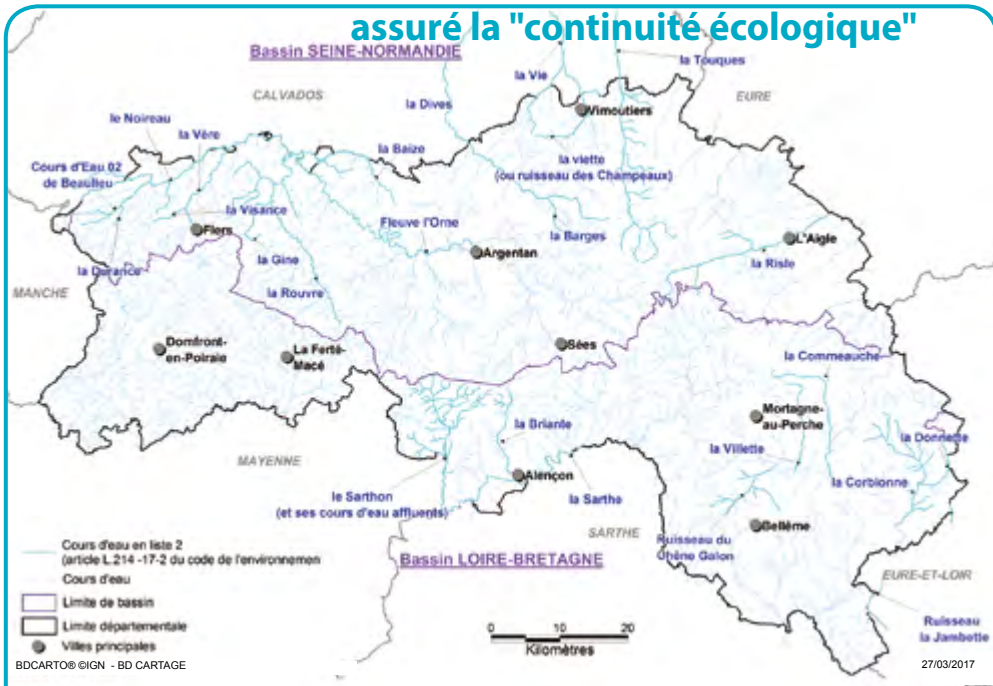 assuré la "continuité écologique"
Bassin SEINE-NORMANDIE
la Touques
la Vie
CALVADOS
la Dives
EURE
Vimoutiers
le Noireau
la Vère
la Baize
Cours d'Eau 02
de Beaulieu
la viette
(ou ruisseau des Champeaux)
la Visance
Fleuve l'Orne
Flers
la Barges
L'Aigle
la Gine
Argentan
la Risle
la Durance
MANCHE
la Rouvre
Domfront-
en-Poiraie
La Ferté-
Macé
Sées
la Commeauche
Mortagne-
au-Perche
la Briante
la Donnette
la Villette
MAYENNE
Alençon
la Corbionne
le Sarthon
(et ses cours d'eau affluents)
la Sarthe
SARTHE
Bellême
Ruisseau du
Chêne Galon
Cours d'eau en liste 2
(article L.214 -17-2 du code de l'environnemen
Bassin LOIRE-BRETAGNE
EURE-ET-LOIR
Cours d'eau
Limite de bassin
Limite départementale
Villes principales
0 10 20
Kilomètres
Ruisseau
la Jambette
BDCARTO® ©IGN - BD CARTAGE
27/03/2017